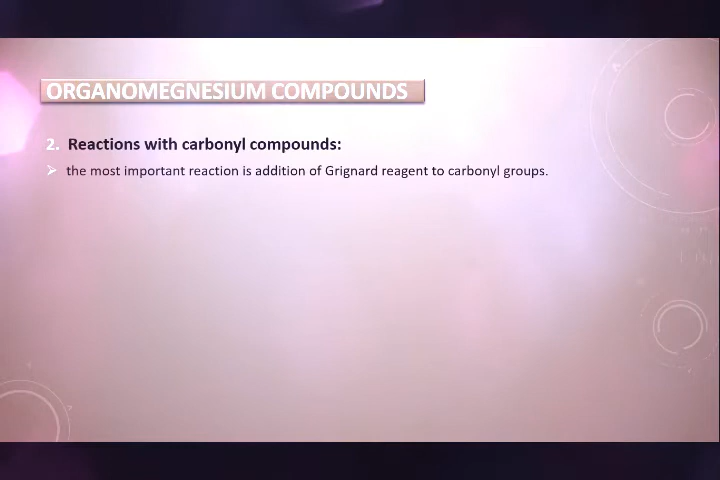 ORGANOMEGNESIUM COMPOUNDS
2. Reactions with carbonyl compounds:
➢ the most important reaction is addition of Grignard reagent to carbonyl groups.